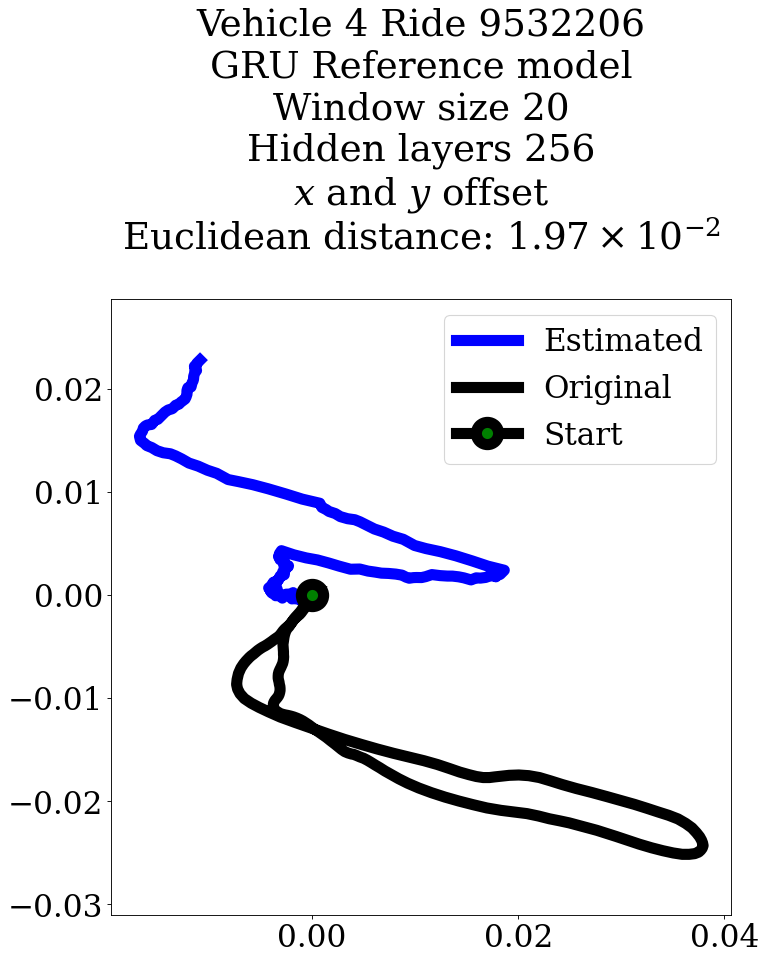 Vehicle 4 Ride 9532206
GRU Reference model
Window size 20
Hidden layers 256
x and y offset
Euclidean distance: 1.97 × 10⁻²
Estimated
Original
Start
0.02
0.01
0.00
−0.01
−0.02
−0.03
0.00 0.02 0.04